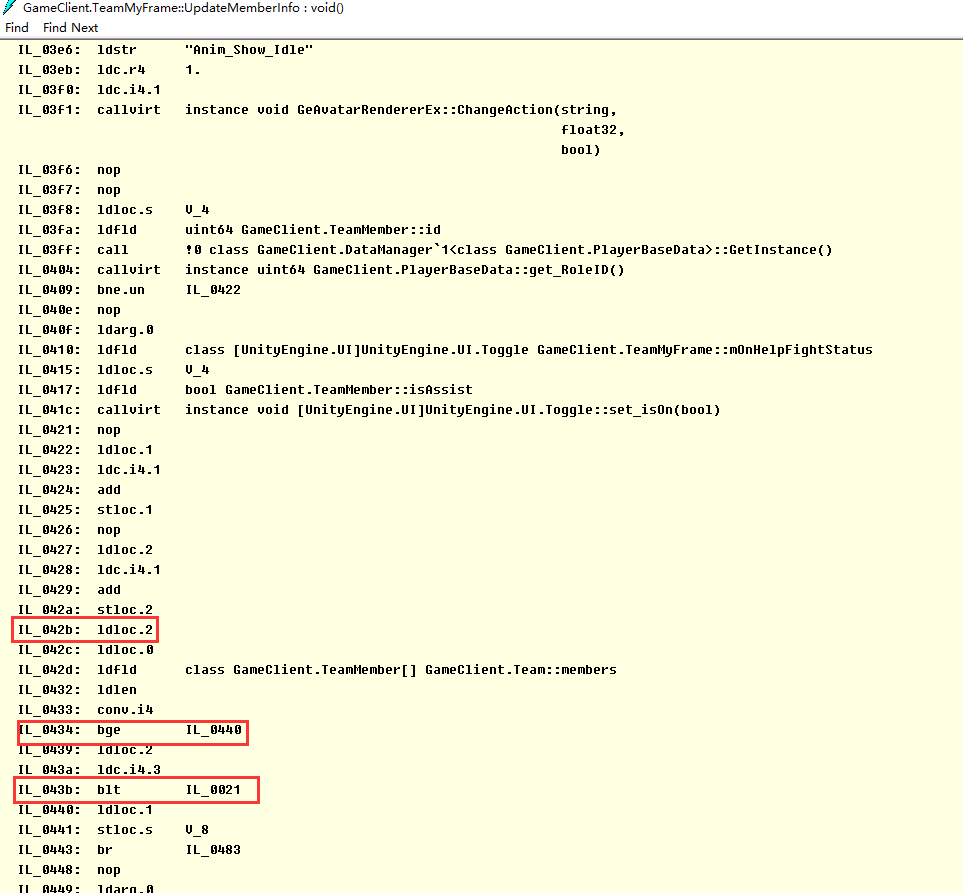 GameClient.TeamMyFrame::UpdateMemberInfo : void()
Find Find Next
IL_03e6: ldstr "Anim_Show_Idle"
IL_03eb: ldc.r4 1.
IL_03f0: ldc.i4.1
IL_03f1: callvirt instance void GeAvatarRendererEx::ChangeAction(string,
float32,
bool)
IL_03f6: nop
IL_03f7: nop
IL_03f8: ldloc.s V_4
IL_03fa: ldfld uint64 GameClient.TeamMember::id
IL_03ff: call !0 class GameClient.DataManager`1<class GameClient.PlayerBaseData>::GetInstance()
IL_0404: callvirt instance uint64 GameClient.PlayerBaseData::get_RoleID()
IL_0409: bne.un IL_0422
IL_040e: nop
IL_040f: ldarg.0
IL_0410: ldfld class [UnityEngine.UI]UnityEngine.UI.Toggle GameClient.TeamMyFrame::mOnHelpFightStatus
IL_0415: ldloc.s V_4
IL_0417: ldfld bool GameClient.TeamMember::isAssist
IL_041c: callvirt instance void [UnityEngine.UI]UnityEngine.UI.Toggle::set_isOn(bool)
IL_0421: nop
IL_0422: ldloc.1
IL_0423: ldc.i4.1
IL_0424: add
IL_0425: stloc.1
IL_0426: nop
IL_0427: ldloc.2
IL_0428: ldc.i4.1
IL_0429: add
IL_042a: stloc.2
IL_042b: ldloc.2
IL_042c: ldloc.0
IL_042d: ldfld class GameClient.TeamMember[] GameClient.Team::members
IL_0432: ldlen
IL_0433: conv.i4
IL_0434: bge IL_0440
IL_0439: ldloc.2
IL_043a: ldc.i4.3
IL_043b: blt IL_0021
IL_0440: ldloc.1
IL_0441: stloc.s V_8
IL_0443: br IL_0483
IL_0448: nop
IL_0449: ldarg.0